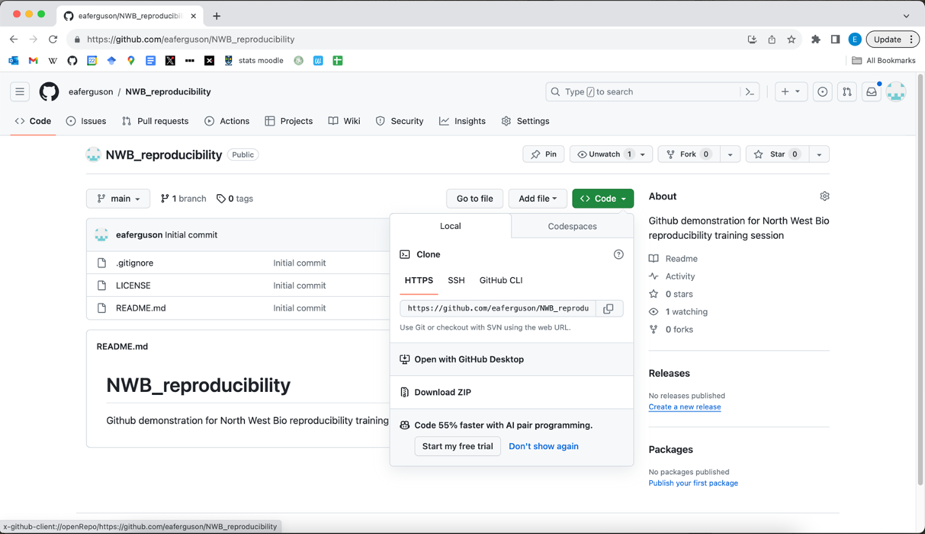 eaferguson/NWB_reproducibili
https://github.com/eaferguson/NWB_reproducibility
E
Update
stats moodle
All Bookmarks
eaferguson / NWB_reproducibility
Type / to search
Code
Issues
Pull requests
Actions
Projects
Wiki
Security
Insights
Settings
NWB_reproducibility
Public
Pin
Unwatch 1
Fork 0
Star 0
main
1 branch
0 tags
Go to file
Add file
Code
eaferguson Initial commit
.gitignore Initial commit
LICENSE Initial commit
README.md Initial commit
README.md
NWB_reproducibility
Github demonstration for North West Bio reproducibility training
Local
Codespaces
Clone
HTTPS
SSH
GitHub CLI
https://github.com/eaferguson/NWB_reprodu
Use Git or checkout with SVN using the web URL.
Open with GitHub Desktop
Download ZIP
Code 55% faster with AI pair programming.
Start my free trial
Don't show again
About
Github demonstration for North West Bio
reproducibility training session
Readme
Activity
0 stars
1 watching
0 forks
Releases
No releases published
Create a new release
Packages
No packages published
Publish your first package
x-github-client://openRepo/https://github.com/eaferguson/NWB_reproducibility